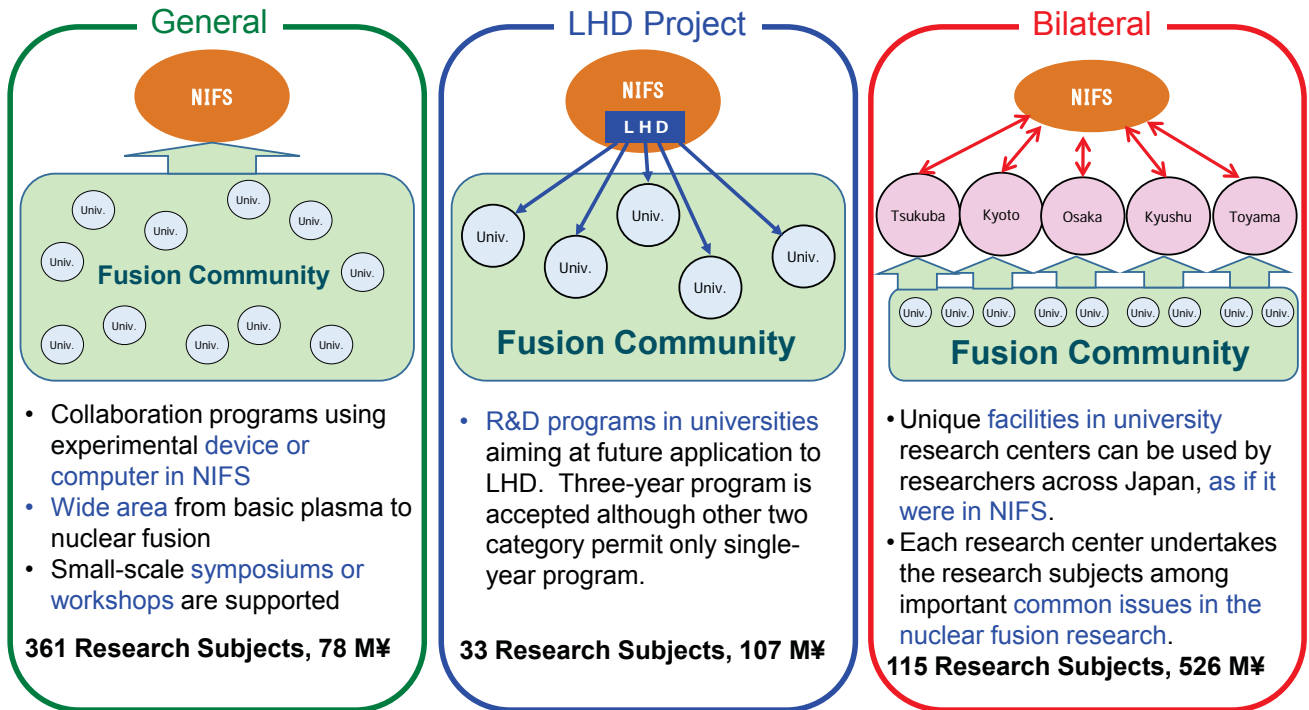 General
NIFS
Univ.
Univ.
Univ.
Univ.
Univ.
Fusion Community
Univ.
Univ.
Univ.
Univ.
Univ.
Univ.
• Collaboration programs using
experimental device or
computer in NIFS
• Wide area from basic plasma to
nuclear fusion
• Small-scale symposiums or
workshops are supported
361 Research Subjects, 78 M¥
LHD Project
NIFS
LHD
Univ.
Univ.
Univ.
Univ.
Univ.
Fusion Community
• R&D programs in universities
aiming at future application to
LHD. Three-year program is
accepted although other two
category permit only single-
year program.
33 Research Subjects, 107 M¥
Bilateral
NIFS
Tsukuba Kyoto Osaka Kyushu Toyama
Univ. Univ. Univ. Univ. Univ. Univ. Univ. Univ. Univ.
Fusion Community
• Unique facilities in university
research centers can be used by
researchers across Japan, as if it
were in NIFS.
• Each research center undertakes
the research subjects among
important common issues in the
nuclear fusion research.
115 Research Subjects, 526 M¥